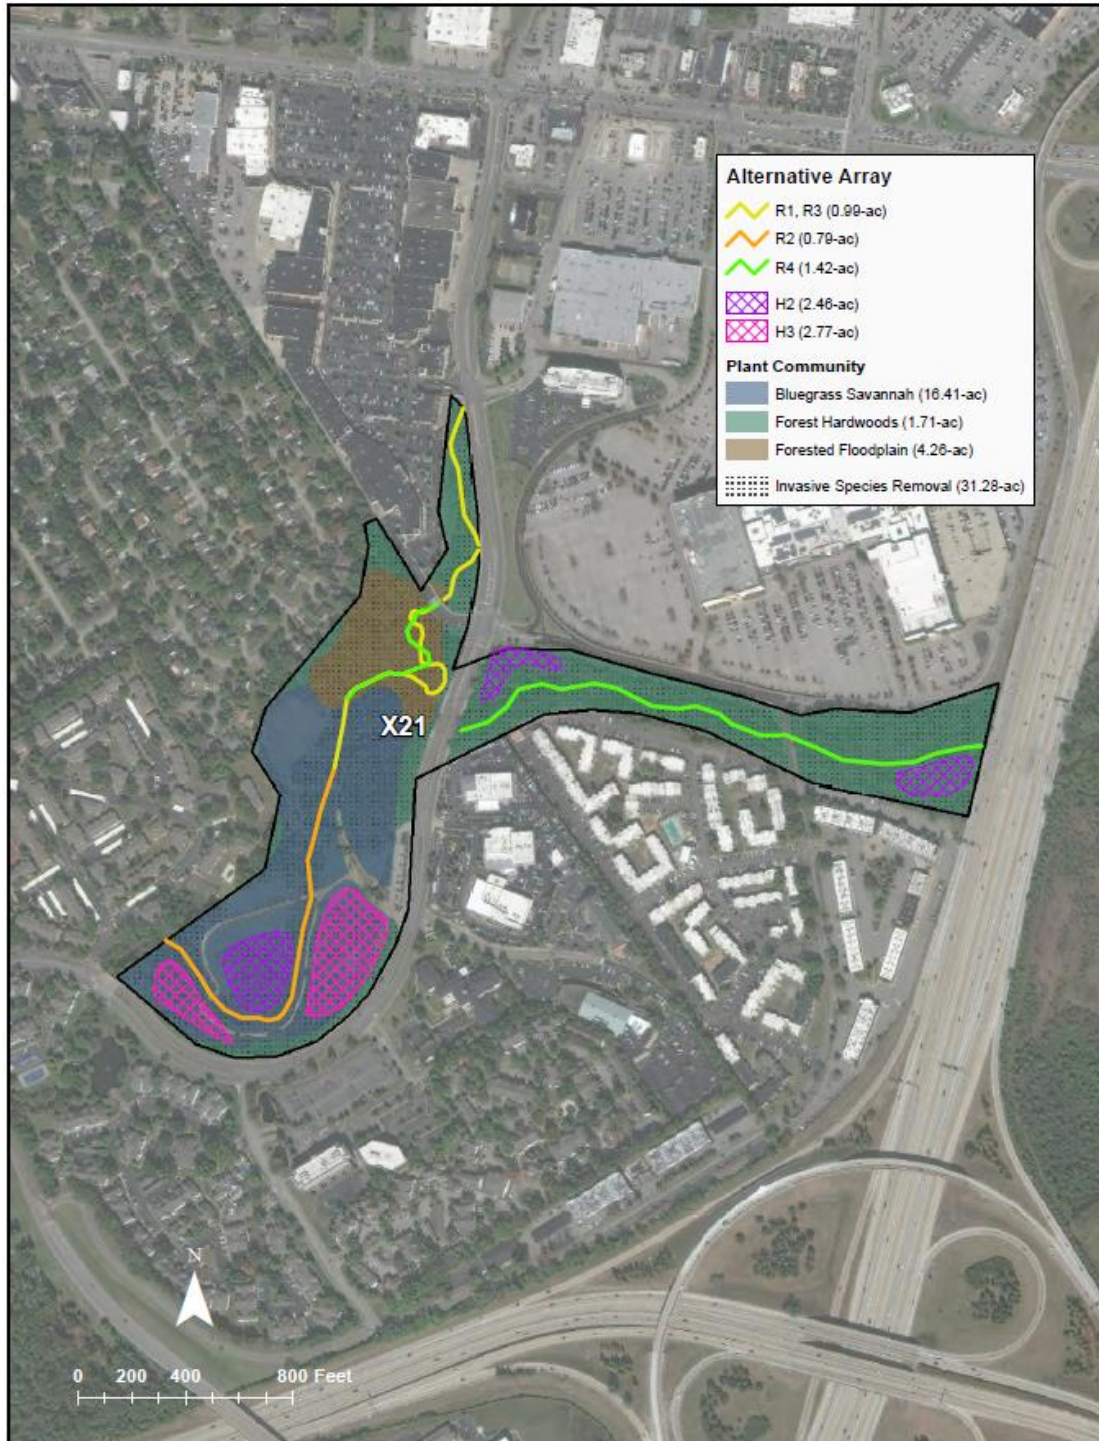 Alternative Array
R1, R3 (0.99-ac)
R2 (0.79-ac)
R4 (1.42-ac)
H2 (2.46-ac)
H3 (2.77-ac)
Plant Community
Bluegrass Savannah (16.41-ac)
Forest Hardwoods (1.71-ac)
Forested Floodplain (4.26-ac)
Invasive Species Removal (31.28-ac)
X21
N
0 200 400 800 Feet